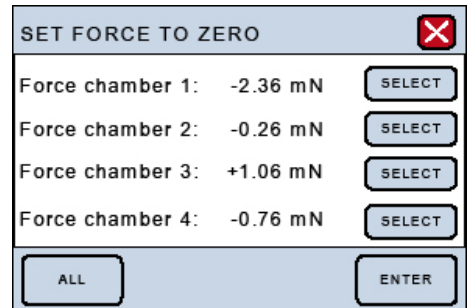 SET FORCE TO ZERO
Force chamber 1: -2.36 mN SELECT
Force chamber 2: -0.26 mN SELECT
Force chamber 3: +1.06 mN SELECT
Force chamber 4: -0.76 mN SELECT
ALL ENTER